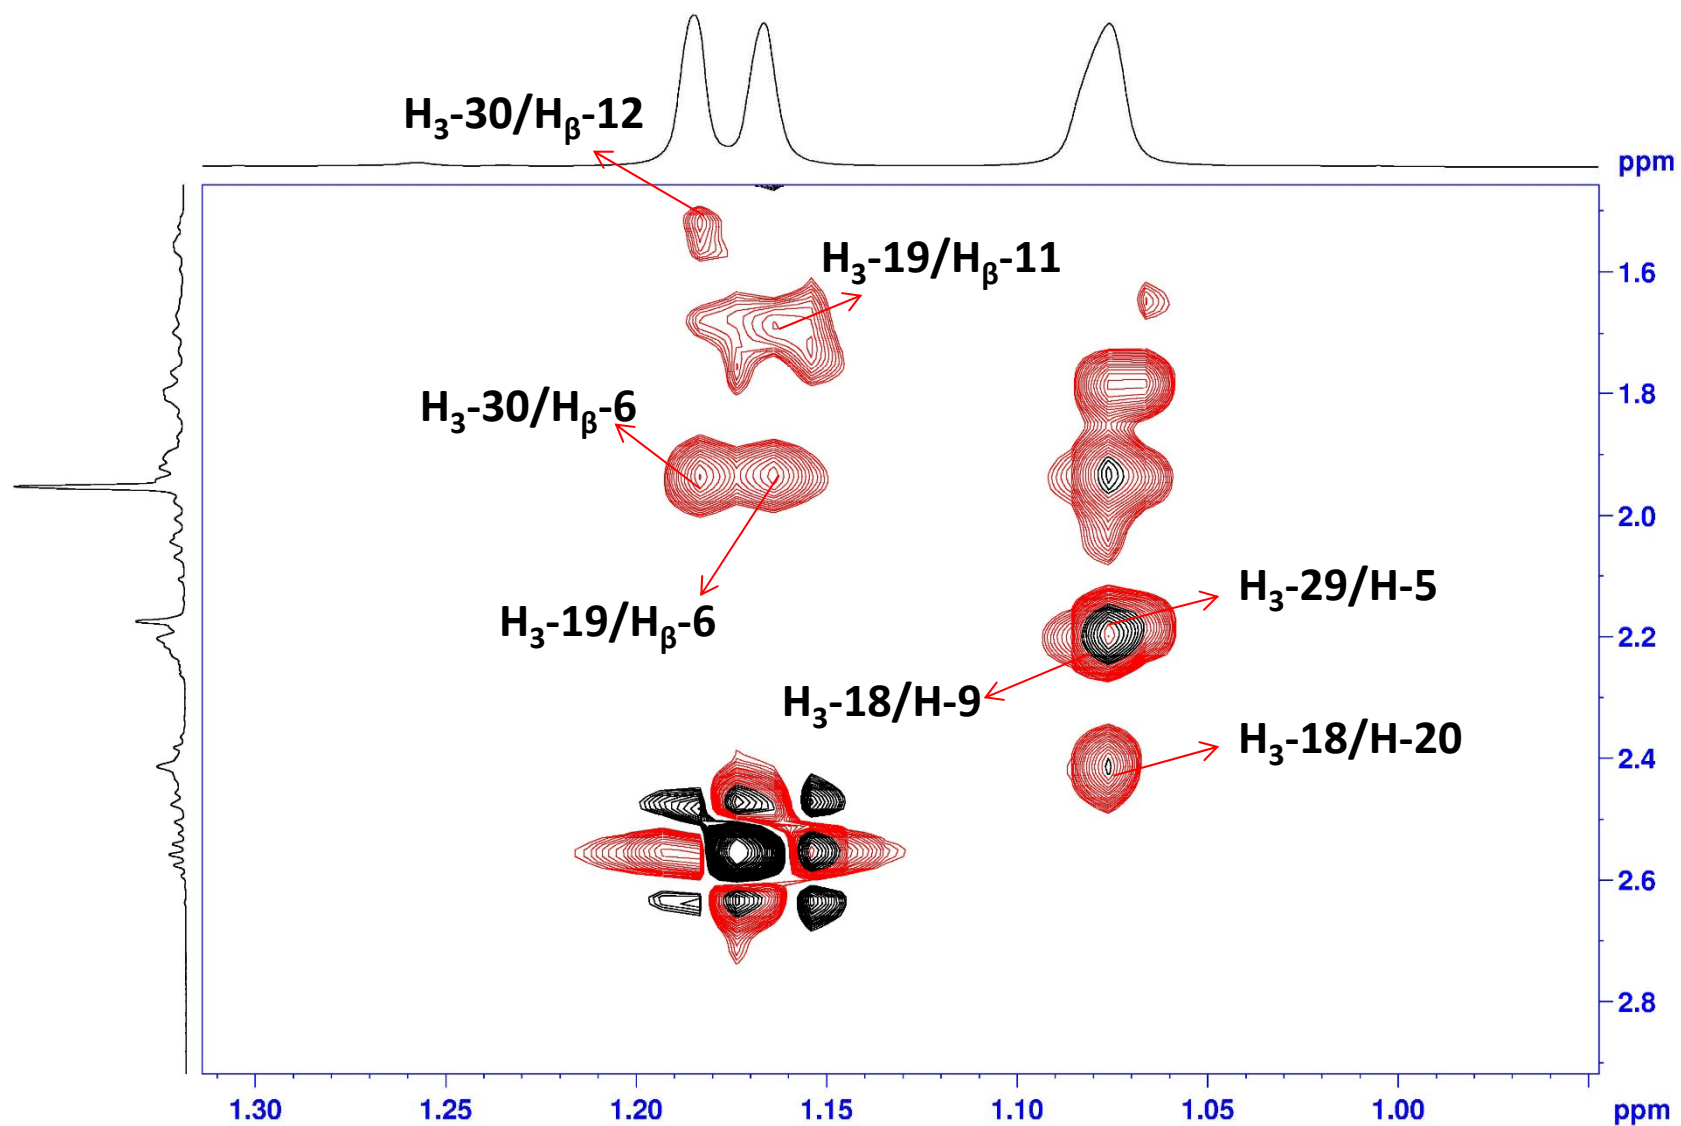 H₃-30/Hβ-12
ppm
H₃-19/Hβ-11
1.6
H₃-30/Hβ-6
1.8
2.0
H₃-29/H-5
H₃-19/Hβ-6
2.2
H₃-18/H-9
H₃-18/H-20
2.4
2.6
2.8
1.30 1.25 1.20 1.15 1.10 1.05 1.00 ppm